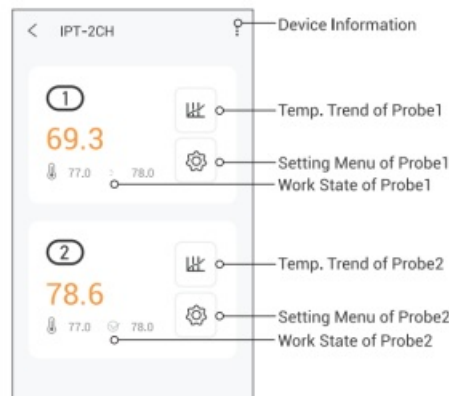 < IPT-2CH
Device Information
1
69.3
77.0 : 78.0
Temp. Trend of Probe1
Setting Menu of Probe1
Work State of Probe1
2
78.6
77.0 78.0
Temp. Trend of Probe2
Setting Menu of Probe2
Work State of Probe2